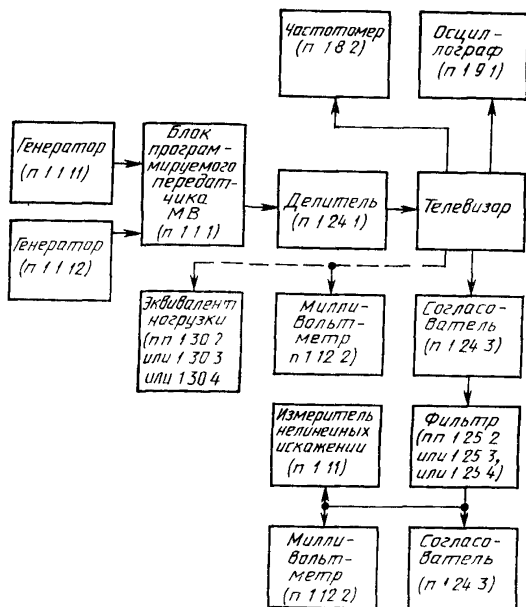 Частотомер
(п 1 8 2)
Осцил-
лограф
(п 1 9 1)
Генератор
(п 1 1 11)
Блок
програм-
мируемого
передат-
чика
МВ
(п 1 1 1)
Делитель
(п 1 24 1)
Телевизор
Генератор
(п 1 1 12)
Эквивалент
нагрузки
(пп 1 30 2
или 1 30 3
или 1 30 4
Милли-
вольт-
метр
п 1 12 2)
Согласо-
ватель
(п 1 24 3)
Измеритель
нелинеиных
искажении
(п 1 11)
Фильтр
(пп 1 25 2
или 1 25 3,
или 1 25 4)
Милли-
вольт-
метр
(п 1 12 2)
Согласо-
ватель
(п 1 24 3)